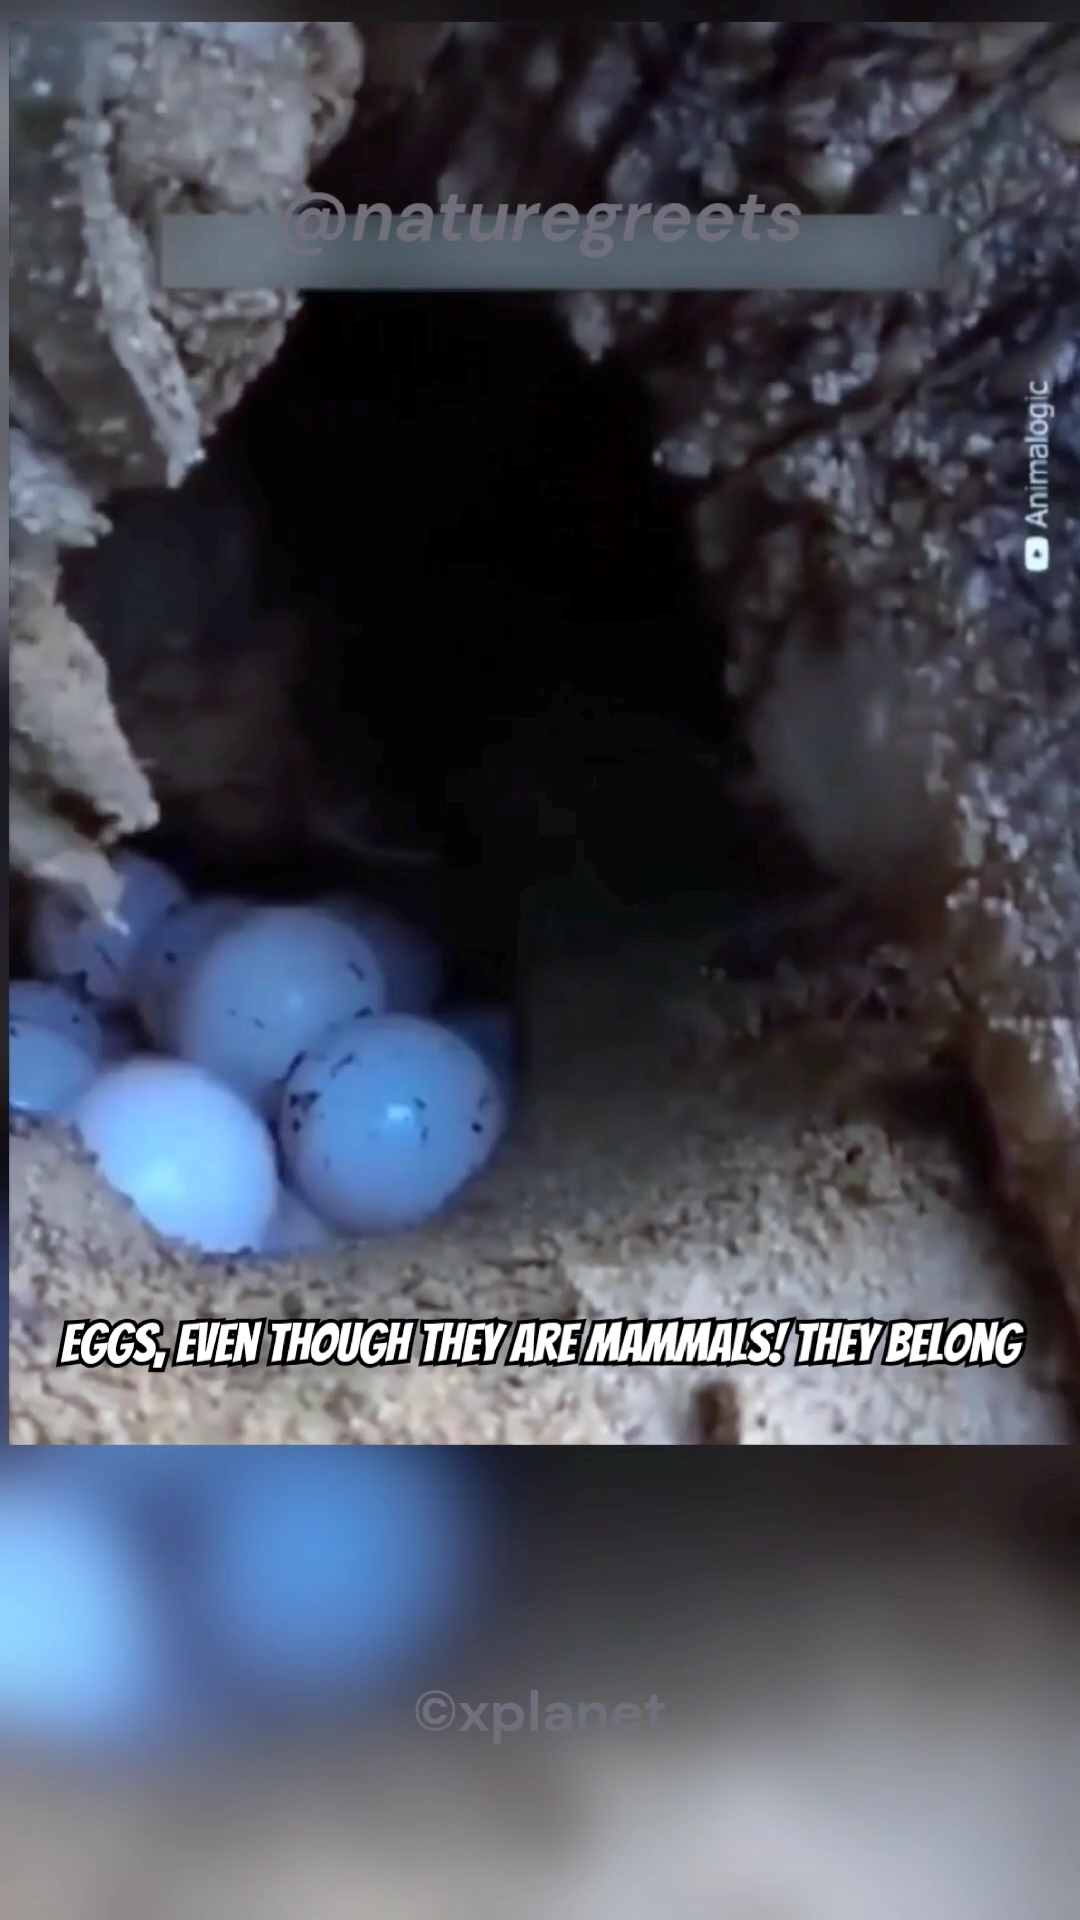 @naturegreets
Animalogic
EGGS, EVEN THOUGH THEY ARE MAMMALS! THEY BELONG
©xplanet